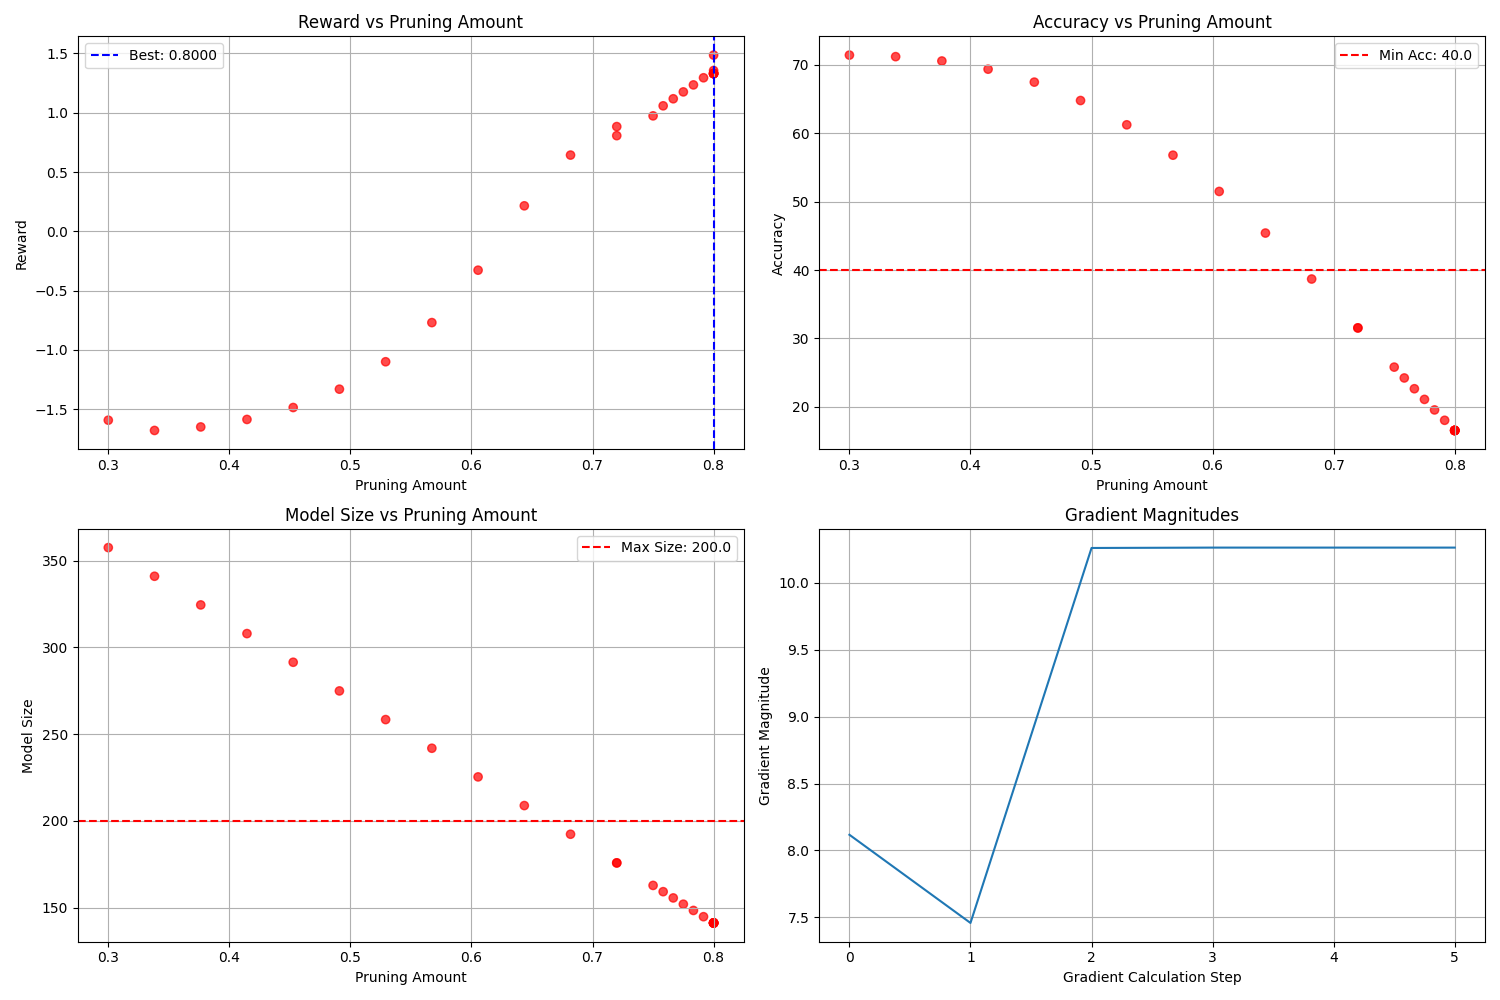 Reward vs Pruning Amount
Best: 0.8000
1.5
1.0
0.5
0.0
−0.5
−1.0
−1.5
Reward
0.3 0.4 0.5 0.6 0.7 0.8
Pruning Amount
Accuracy vs Pruning Amount
Min Acc: 40.0
70
60
50
40
30
20
Accuracy
0.3 0.4 0.5 0.6 0.7 0.8
Pruning Amount
Model Size vs Pruning Amount
Max Size: 200.0
350
300
250
200
150
Model Size
0.3 0.4 0.5 0.6 0.7 0.8
Pruning Amount
Gradient Magnitudes
10.0
9.5
9.0
8.5
8.0
7.5
Gradient Magnitude
0 1 2 3 4 5
Gradient Calculation Step